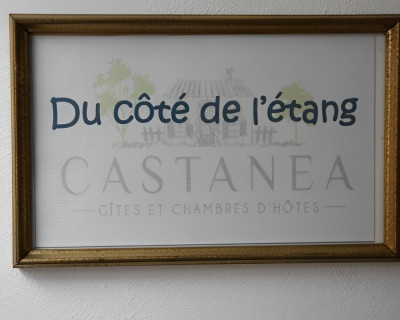 Du côté de l'étang
CASTANEA
GÎTES ET CHAMBRES D'HÔTES